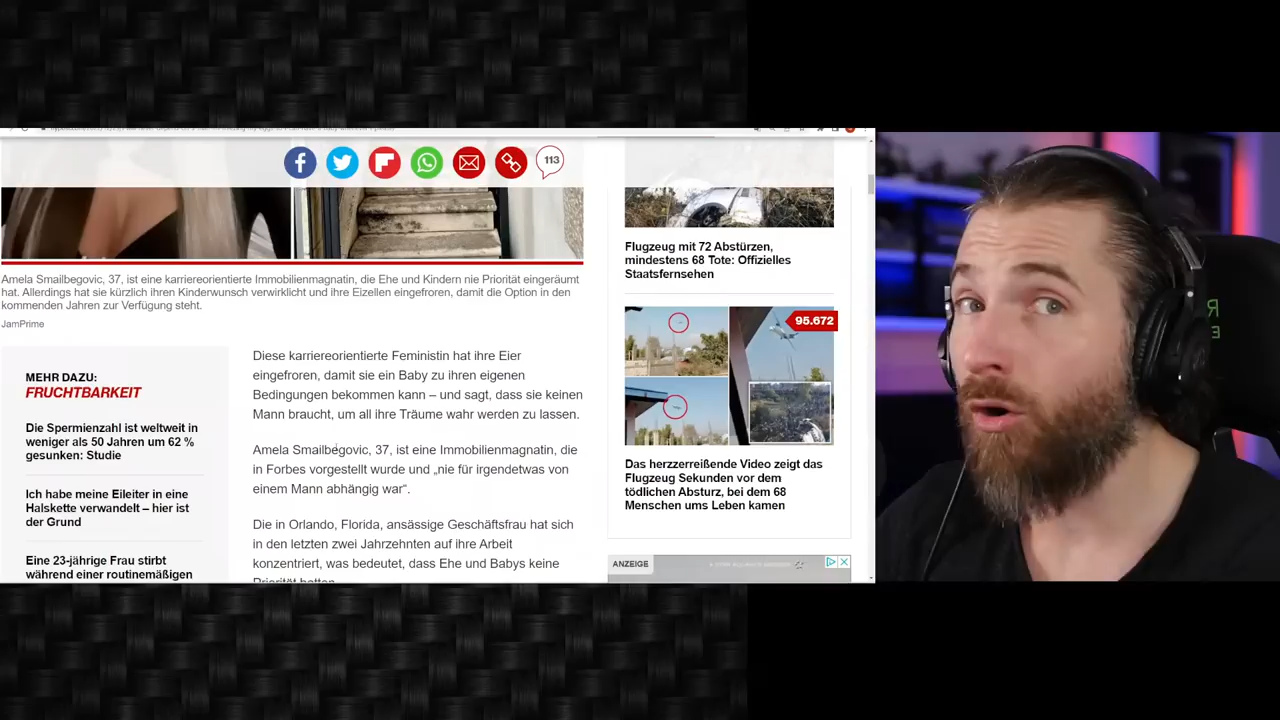 113
Amela Smailbegovic, 37, ist eine karriereorientierte Immobilienmagnatin, die Ehe und Kindern nie Priorität eingeräumt
hat. Allerdings hat sie kürzlich ihren Kinderwunsch verwirklicht und ihre Eizellen eingefroren, damit die Option in den
kommenden Jahren zur Verfügung steht.
JamPrime
MEHR DAZU:
FRUCHTBARKEIT
Die Spermienzahl ist weltweit in
weniger als 50 Jahren um 62 %
gesunken: Studie
Ich habe meine Eileiter in eine
Halskette verwandelt – hier ist
der Grund
Eine 23-jährige Frau stirbt
während einer routinemäßigen
Diese karriereorientierte Feministin hat ihre Eier
eingefroren, damit sie ein Baby zu ihren eigenen
Bedingungen bekommen kann – und sagt, dass sie keinen
Mann braucht, um all ihre Träume wahr werden zu lassen.
Amela Smailbegovic, 37, ist eine Immobilienmagnatin, die
in Forbes vorgestellt wurde und „nie für irgendetwas von
einem Mann abhängig war“.
Die in Orlando, Florida, ansässige Geschäftsfrau hat sich
in den letzten zwei Jahrzehnten auf ihre Arbeit
konzentriert, was bedeutet, dass Ehe und Babys keine
Priorität hatten.
Flugzeug mit 72 Abstürzen,
mindestens 68 Tote: Offizielles
Staatsfernsehen
95.672
Das herzzerreißende Video zeigt das
Flugzeug Sekunden vor dem
tödlichen Absturz, bei dem 68
Menschen ums Leben kamen
ANZEIGE
R
E